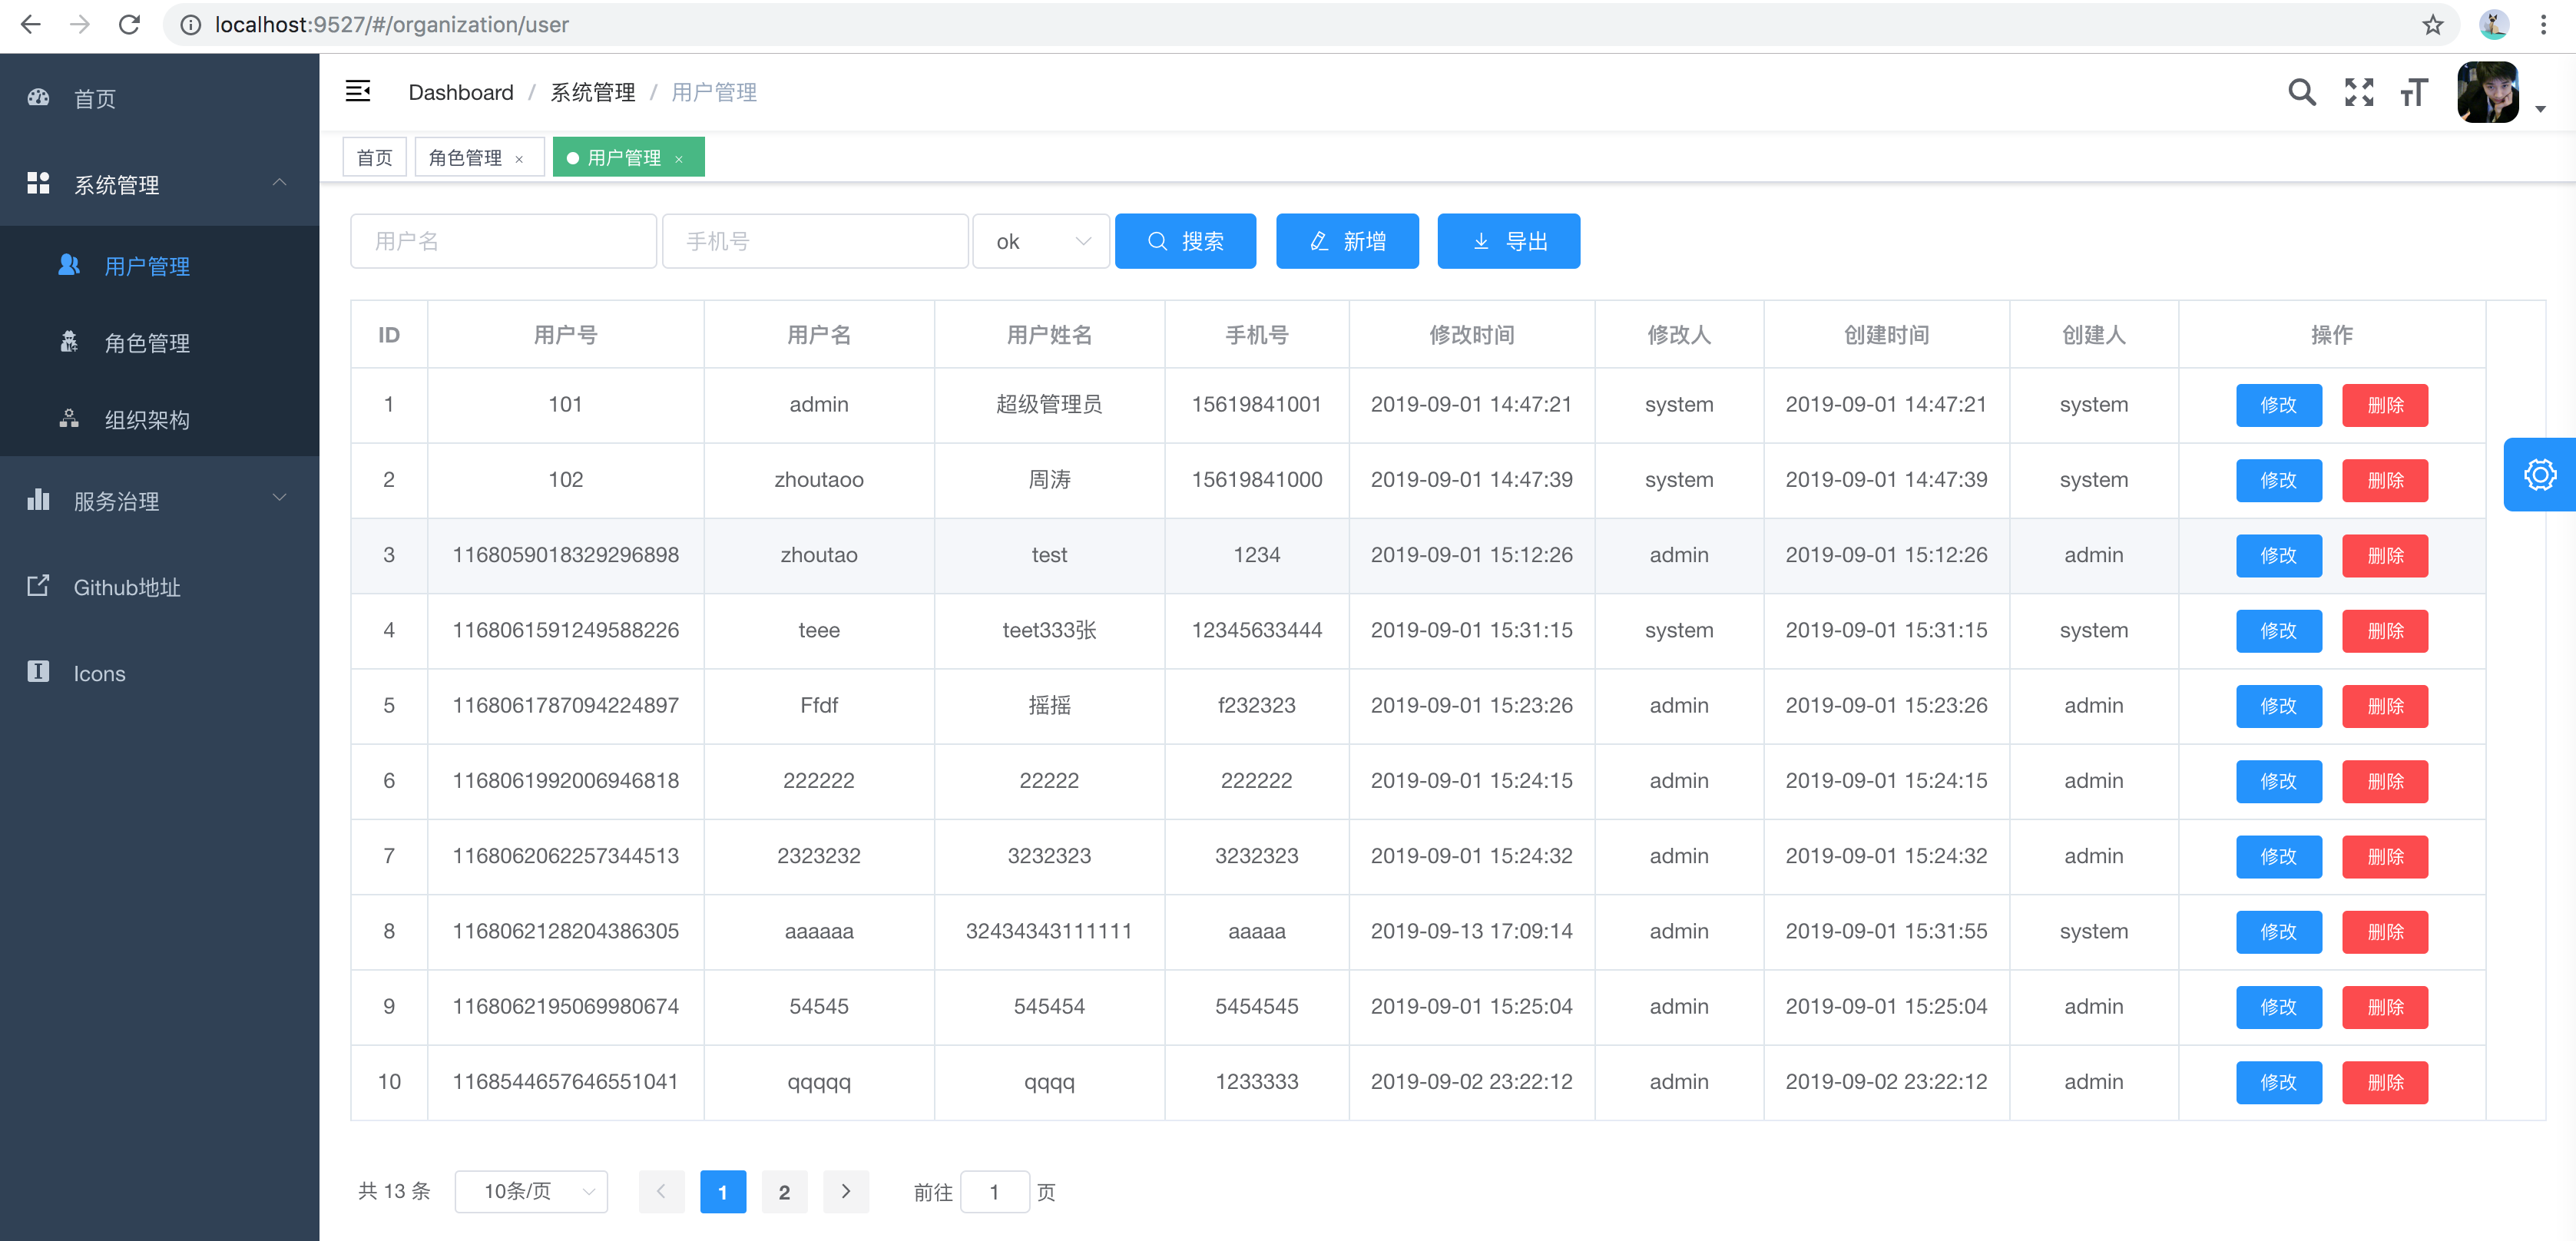 localhost:9527/#/organization/user
首页
系统管理
用户管理
角色管理
组织架构
服务治理
Github地址
Icons
Dashboard / 系统管理 / 用户管理
首页 角色管理 × 用户管理 ×
用户名 手机号 ok 搜索 新增 导出
ID 用户号 用户名 用户姓名 手机号 修改时间 修改人 创建时间 创建人 操作
1 101 admin 超级管理员 15619841001 2019-09-01 14:47:21 system 2019-09-01 14:47:21 system 修改 删除
2 102 zhoutaoo 周涛 15619841000 2019-09-01 14:47:39 system 2019-09-01 14:47:39 system 修改 删除
3 1168059018329296898 zhoutao test 1234 2019-09-01 15:12:26 admin 2019-09-01 15:12:26 admin 修改 删除
4 1168061591249588226 teee teet333张 12345633444 2019-09-01 15:31:15 system 2019-09-01 15:31:15 system 修改 删除
5 1168061787094224897 Ffdf 摇摇 f232323 2019-09-01 15:23:26 admin 2019-09-01 15:23:26 admin 修改 删除
6 1168061992006946818 222222 22222 222222 2019-09-01 15:24:15 admin 2019-09-01 15:24:15 admin 修改 删除
7 1168062062257344513 2323232 3232323 3232323 2019-09-01 15:24:32 admin 2019-09-01 15:24:32 admin 修改 删除
8 1168062128204386305 aaaaaa 32434343111111 aaaaa 2019-09-13 17:09:14 admin 2019-09-01 15:31:55 system 修改 删除
9 1168062195069980674 54545 545454 5454545 2019-09-01 15:25:04 admin 2019-09-01 15:25:04 admin 修改 删除
10 1168544657646551041 qqqqq qqqq 1233333 2019-09-02 23:22:12 admin 2019-09-02 23:22:12 admin 修改 删除
共 13 条 10条/页 1 2 前往 1 页